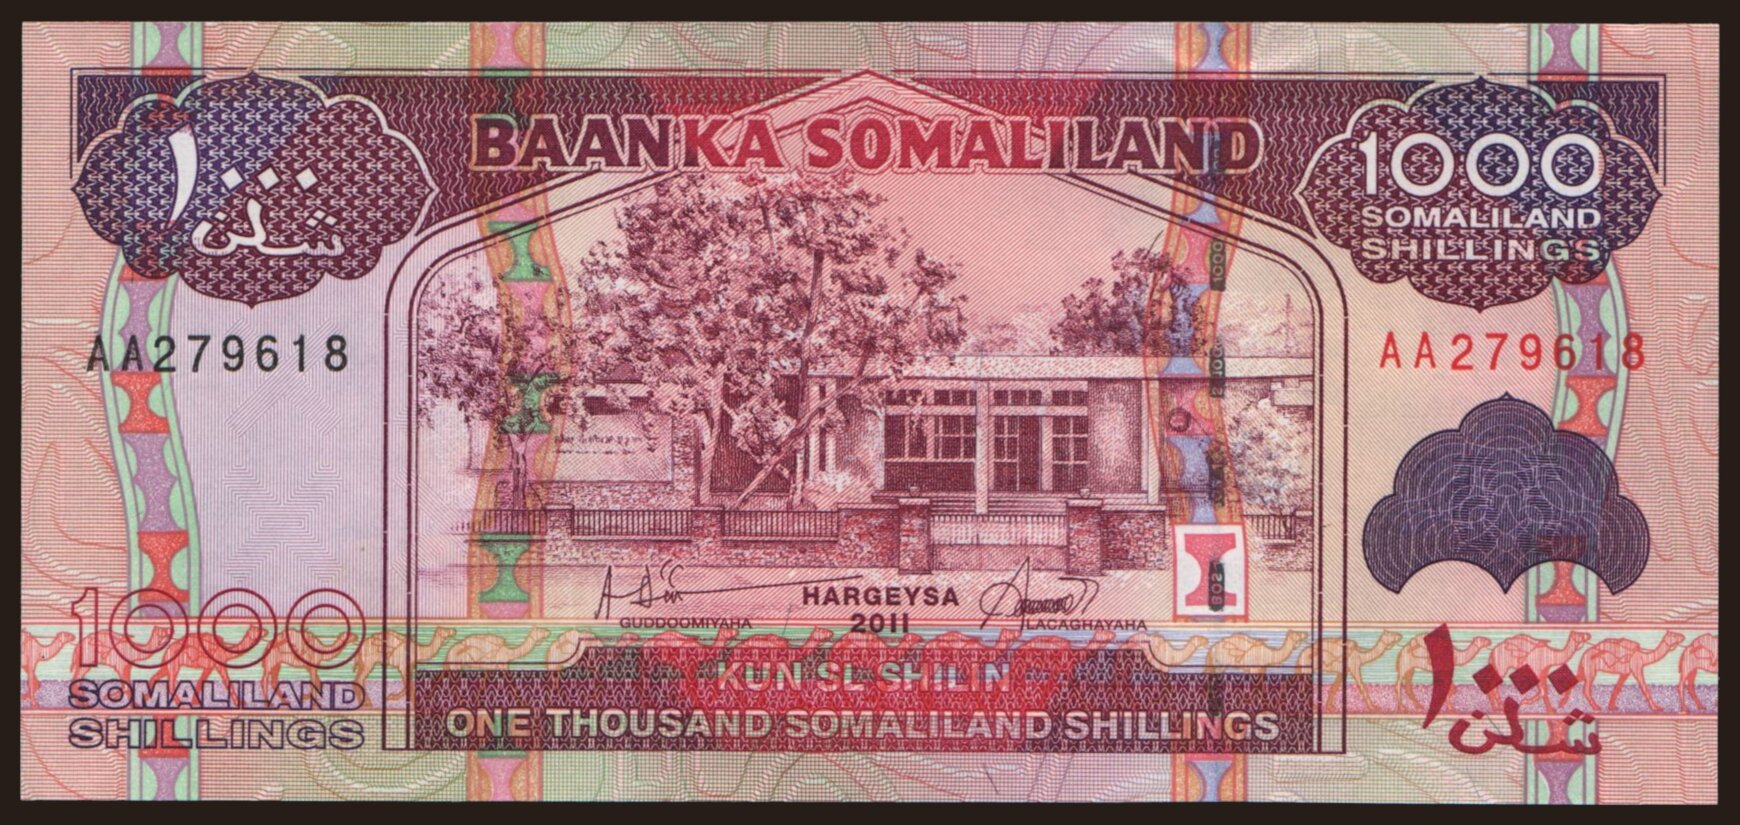 BAANKA SOMALILAND
١٠٠٠
شلن
1000
SOMALILAND
SHILLINGS
AA279618
AA279618
HARGEYSA
2011
GUDDOOMIYAHA
LACAGHAYAHA
1000
SOMALILAND
SHILLINGS
KUN SL SHILIN
ONE THOUSAND SOMALILAND SHILLINGS
١٠٠٠
شلن